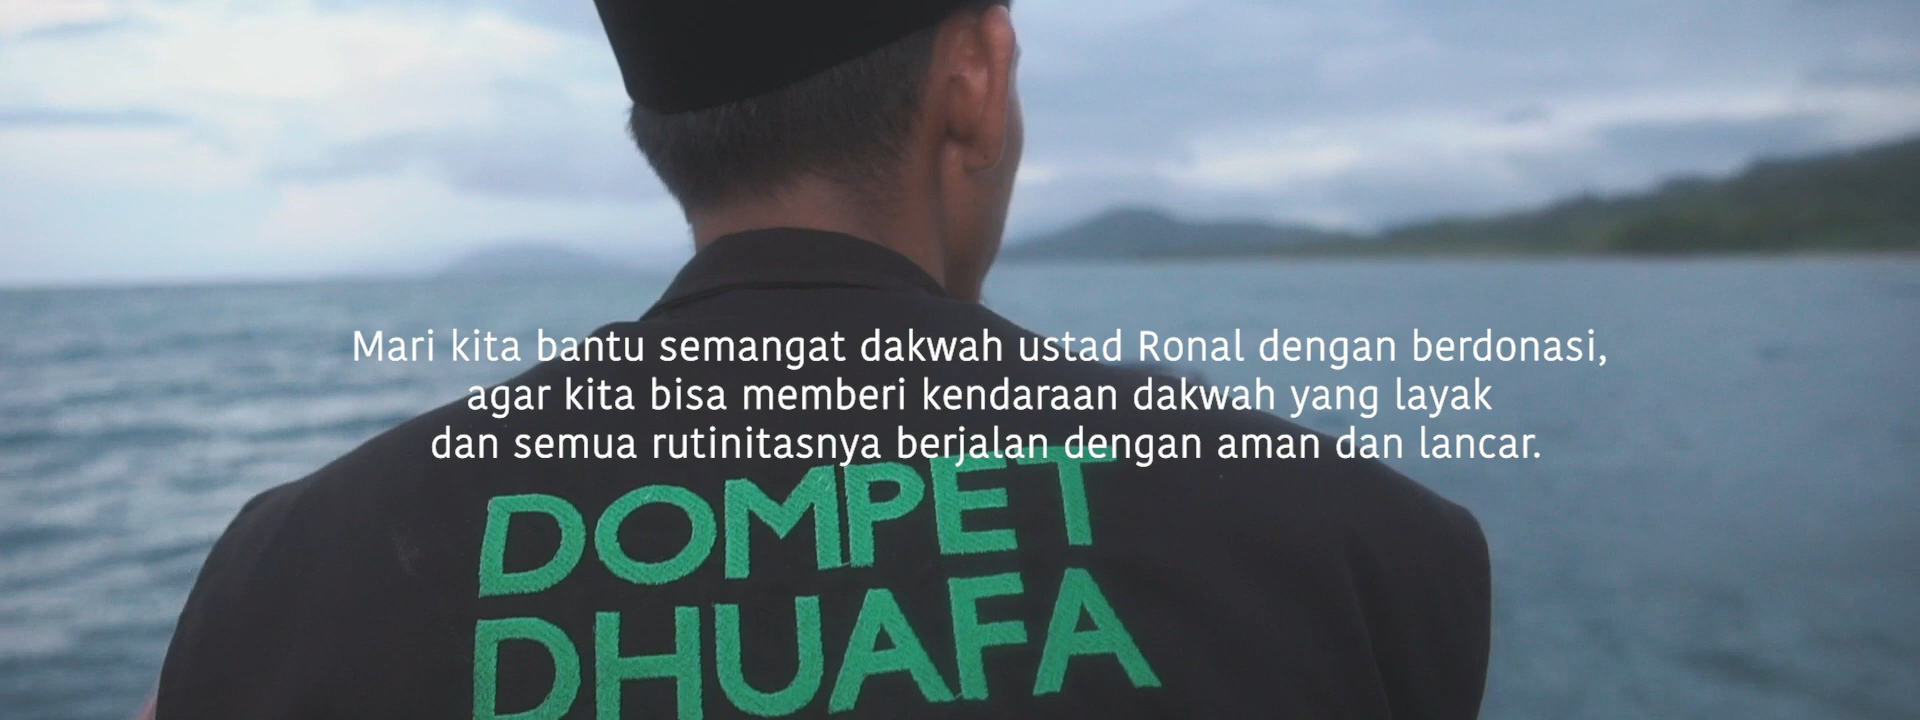 Mari kita bantu semangat dakwah ustad Ronal dengan berdonasi,
agar kita bisa memberi kendaraan dakwah yang layak
dan semua rutinitasnya berjalan dengan aman dan lancar.
DOMPET
DHUAFA